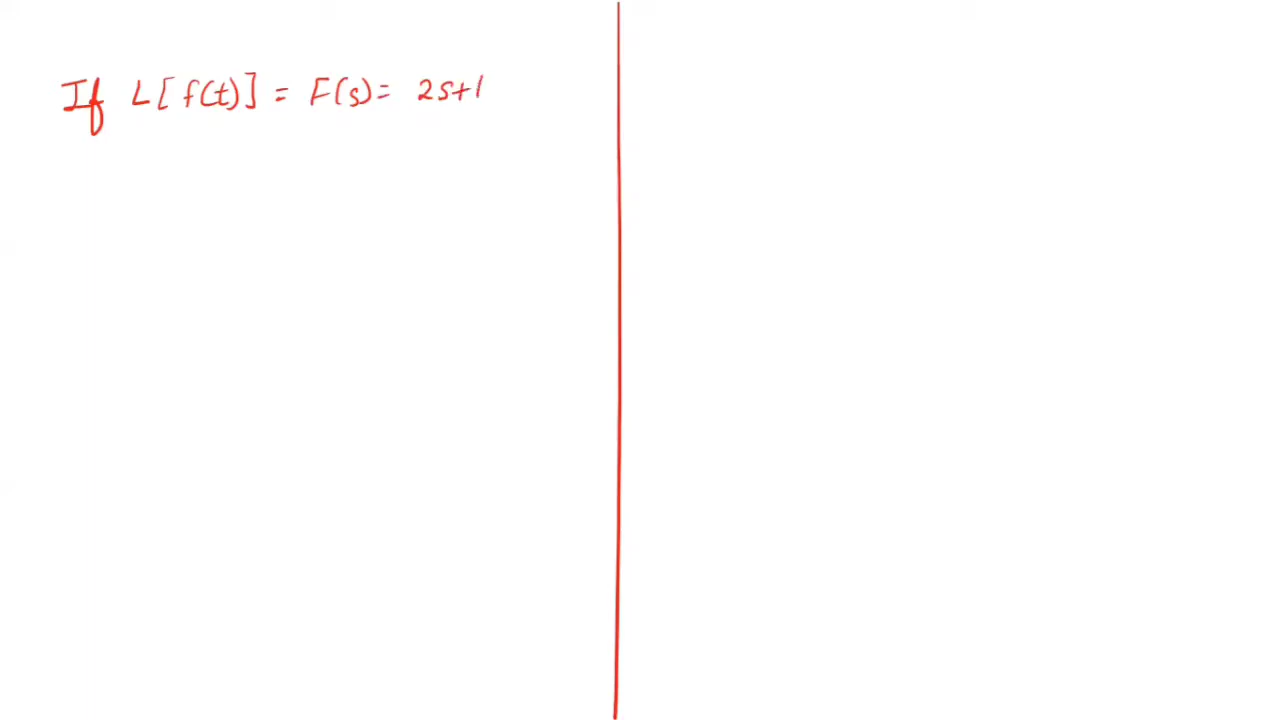 If L[f(t)] = F(s) = 2s+1